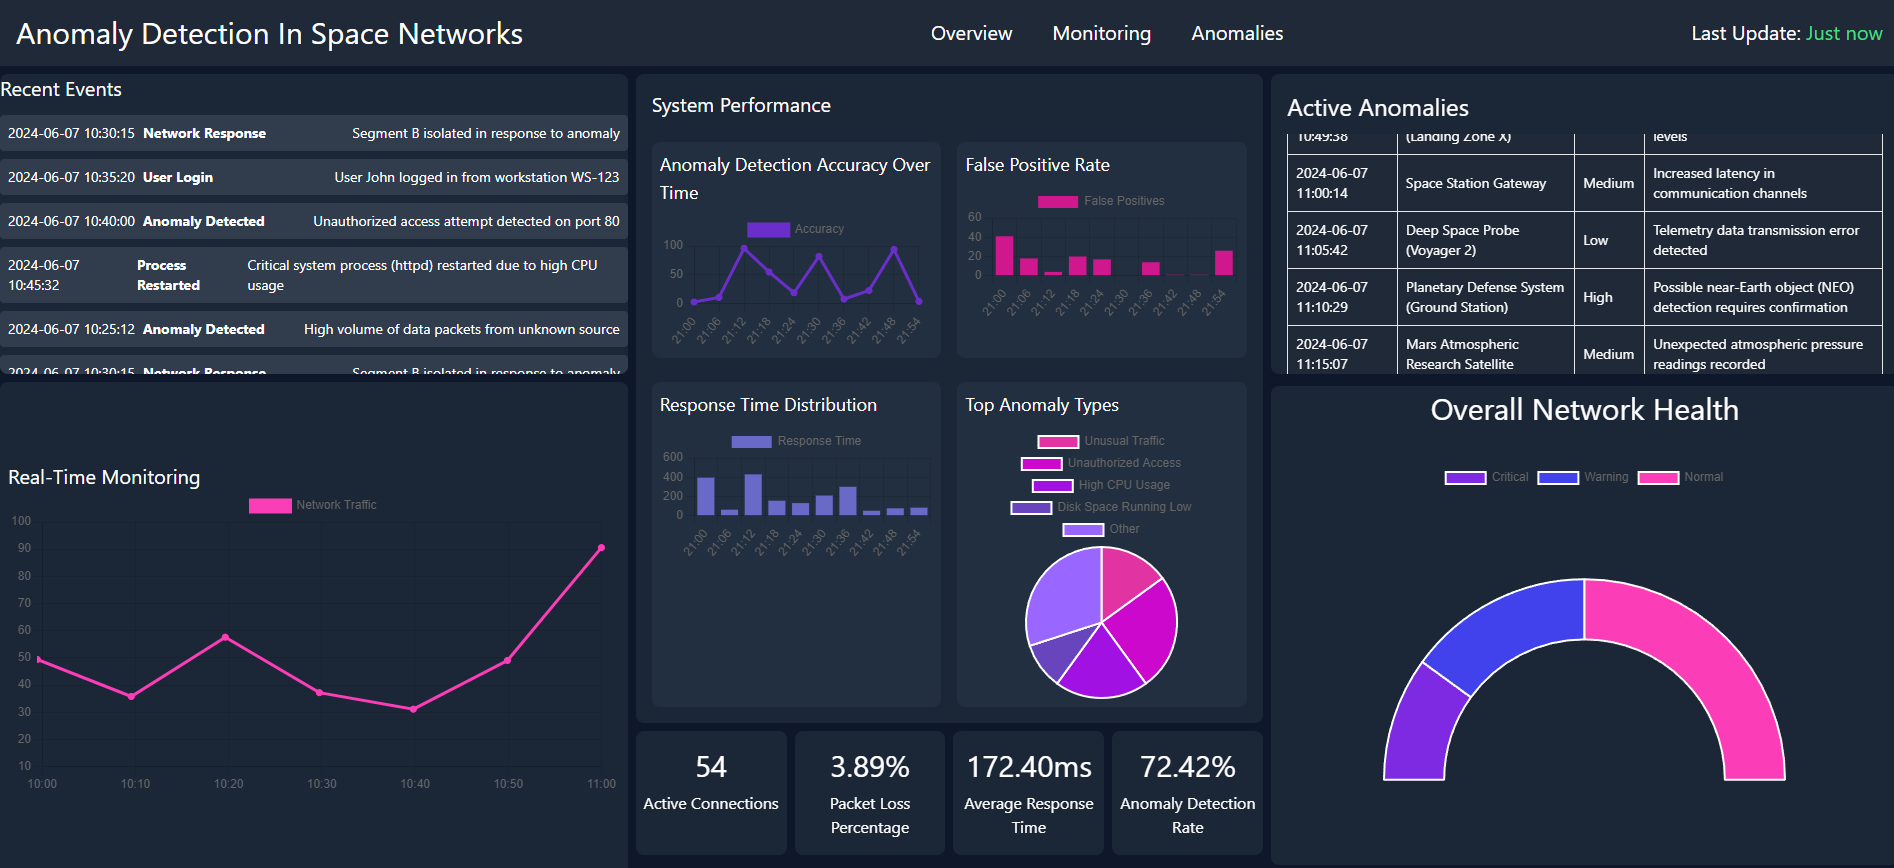 Anomaly Detection In Space Networks
Overview Monitoring Anomalies
Last Update: Just now
Recent Events
2024-06-07 10:30:15 Network Response Segment B isolated in response to anomaly
2024-06-07 10:35:20 User Login User John logged in from workstation WS-123
2024-06-07 10:40:00 Anomaly Detected Unauthorized access attempt detected on port 80
2024-06-07 Process Critical system process (httpd) restarted due to high CPU
10:45:32 Restarted usage
2024-06-07 10:25:12 Anomaly Detected High volume of data packets from unknown source
2024-06-07 10:30:15 Network Response Segment B isolated in response to anomaly
Real-Time Monitoring
Network Traffic
100
90
80
70
60
50
40
30
20
10
10:00 10:10 10:20 10:30 10:40 10:50 11:00
System Performance
Anomaly Detection Accuracy Over
Time
Accuracy
100
50
0
21:00 21:06 21:12 21:18 21:24 21:30 21:36 21:42 21:48 21:54
False Positive Rate
False Positives
60
40
20
0
21:00 21:06 21:12 21:18 21:24 21:30 21:36 21:42 21:48 21:54
Response Time Distribution
Response Time
600
400
200
0
21:00 21:06 21:12 21:18 21:24 21:30 21:36 21:42 21:48 21:54
Top Anomaly Types
Unusual Traffic
Unauthorized Access
High CPU Usage
Disk Space Running Low
Other
54
Active Connections
3.89%
Packet Loss
Percentage
172.40ms
Average Response
Time
72.42%
Anomaly Detection
Rate
Active Anomalies
10:49:38 (Landing Zone X) levels
2024-06-07 Increased latency in
11:00:14 Space Station Gateway Medium communication channels
2024-06-07 Deep Space Probe Telemetry data transmission error
11:05:42 (Voyager 2) Low detected
2024-06-07 Planetary Defense System Possible near-Earth object (NEO)
11:10:29 (Ground Station) High detection requires confirmation
2024-06-07 Mars Atmospheric Unexpected atmospheric pressure
11:15:07 Research Satellite Medium readings recorded
Overall Network Health
Critical Warning Normal